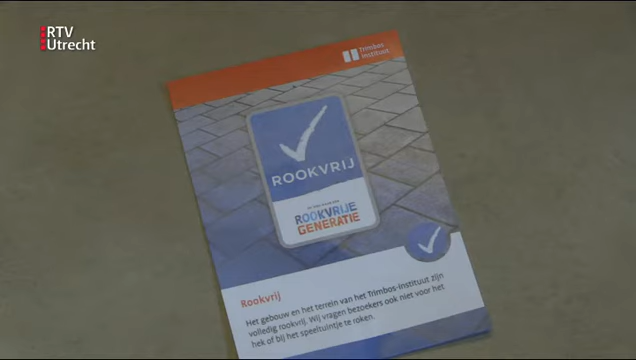 RTV
Utrecht
Trimbos
instituut
ROOKVRIJ
ROOKVRIJE
GENERATIE
Rookvrij
Het gebouw en het terrein van het Trimbos-instituut zijn
volledig rookvrij. Wij vragen bezoekers ook niet voor het
hek of bij het speeltuintje te roken.